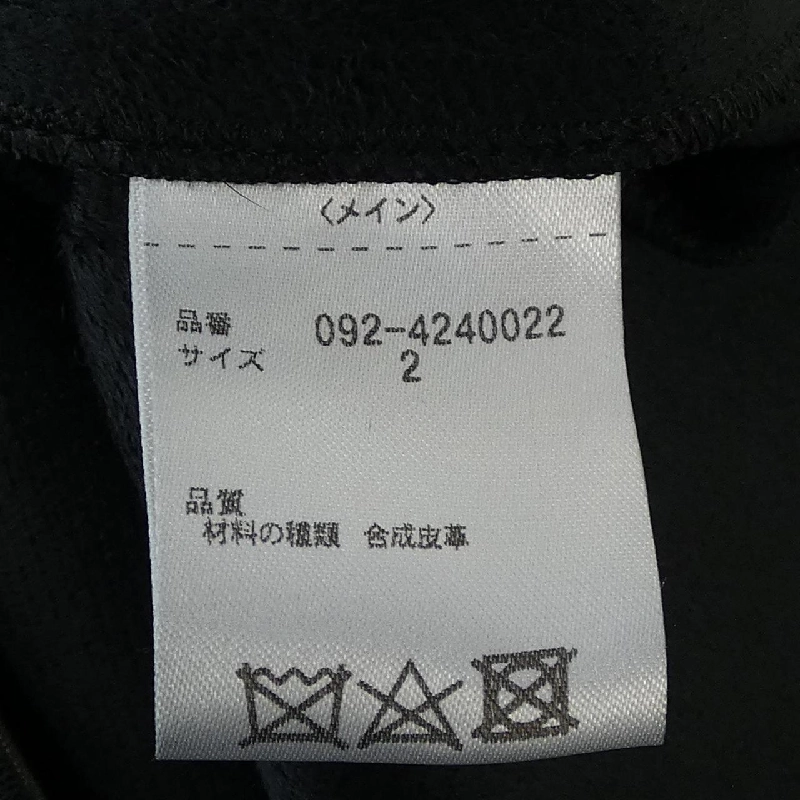 〈メイン〉
品番 092-4240022
サイズ 2
品質
材料の種類 合成皮革